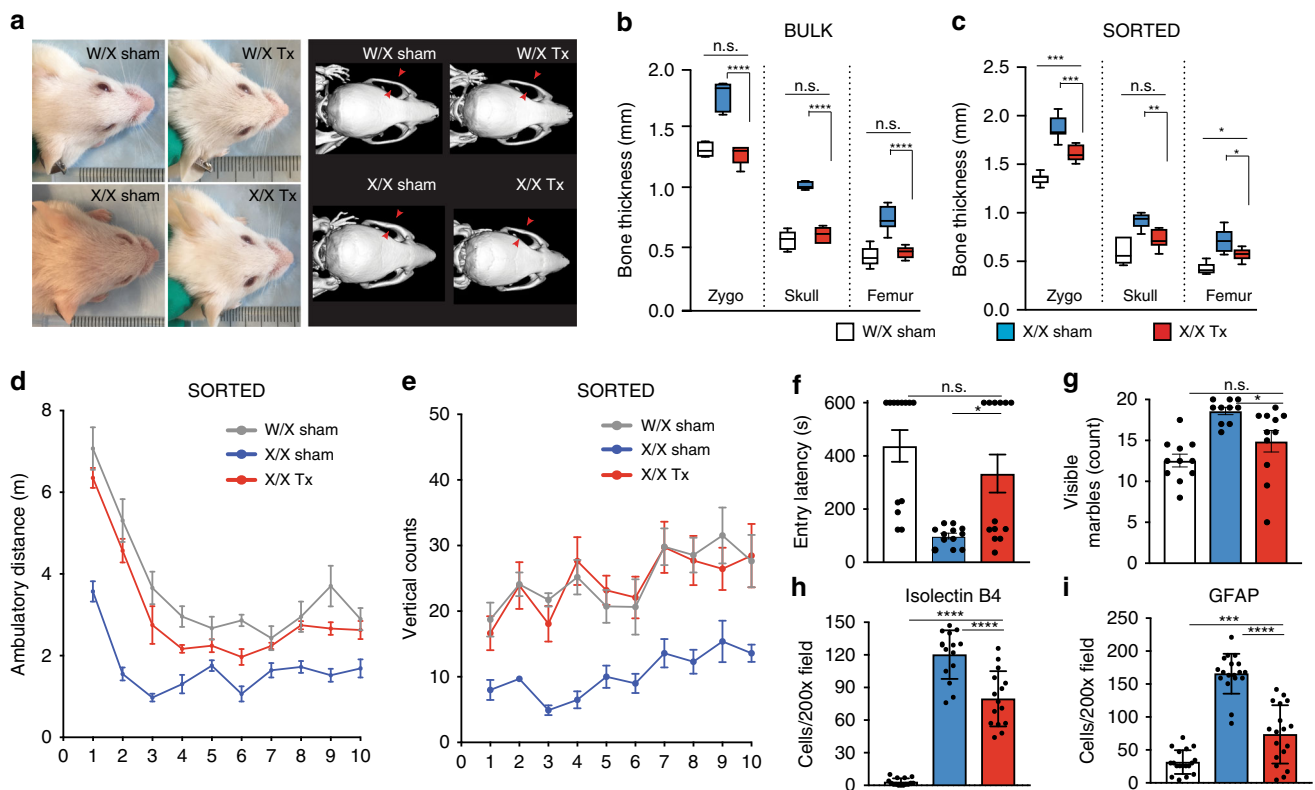 a
W/X sham
W/X Tx
X/X sham
X/X Tx
W/X sham
W/X Tx
X/X sham
X/X Tx
b
BULK
Bone thickness (mm)
2.0
1.5
1.0
0.5
0.0
n.s.
****
n.s.
****
n.s.
****
Zygo
Skull
Femur
c
SORTED
Bone thickness (mm)
2.5
2.0
1.5
1.0
0.5
0.0
***
***
n.s.
**
*
*
Zygo
Skull
Femur
W/X sham
X/X sham
X/X Tx
d
SORTED
Ambulatory distance (m)
8
6
4
2
0
W/X sham
X/X sham
X/X Tx
0 1 2 3 4 5 6 7 8 9 10
e
SORTED
Vertical counts
50
40
30
20
10
0
W/X sham
X/X sham
X/X Tx
0 1 2 3 4 5 6 7 8 9 10
f
Entry latency (s)
600
400
200
0
n.s.
*
g
Visible
marbles (count)
20
15
10
5
0
n.s.
*
h
Isolectin B4
Cells/200x field
150
120
90
60
30
0
****
****
i
GFAP
Cells/200x field
250
200
150
100
50
0
***
****